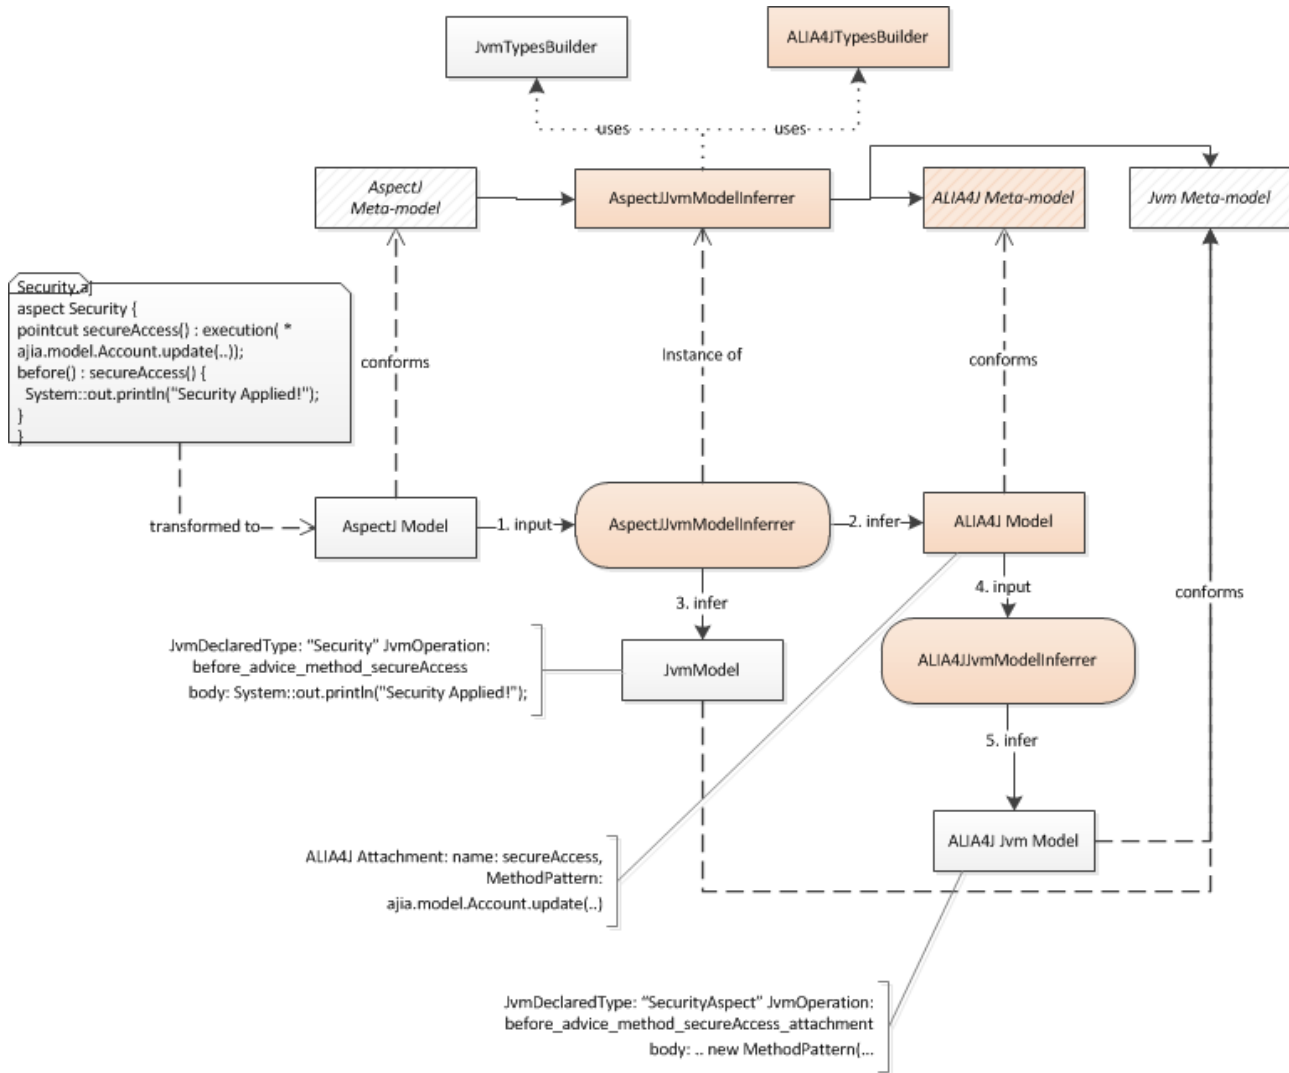 JvmTypesBuilder
ALIA4JTypesBuilder
uses
uses
AspectJ
Meta-model
AspectJJvmModelInferrer
ALIA4J Meta-model
Jvm Meta-model
Security.aj
aspect Security {
pointcut secureAccess() : execution( *
ajia.model.Account.update(..));
before() : secureAccess() {
System::out.println("Security Applied!");
}
}
conforms
Instance of
conforms
transformed to
AspectJ Model
1. input
AspectJJvmModelInferrer
2. infer
ALIA4J Model
3. infer
4. input
conforms
JvmDeclaredType: “Security” JvmOperation:
before_advice_method_secureAccess
body: System::out.println("Security Applied!");
JvmModel
ALIA4JJvmModelInferrer
5. infer
ALIA4J Jvm Model
ALIA4J Attachment: name: secureAccess,
MethodPattern:
ajia.model.Account.update(..)
JvmDeclaredType: “SecurityAspect” JvmOperation:
before_advice_method_secureAccess_attachment
body: .. new MethodPattern(...